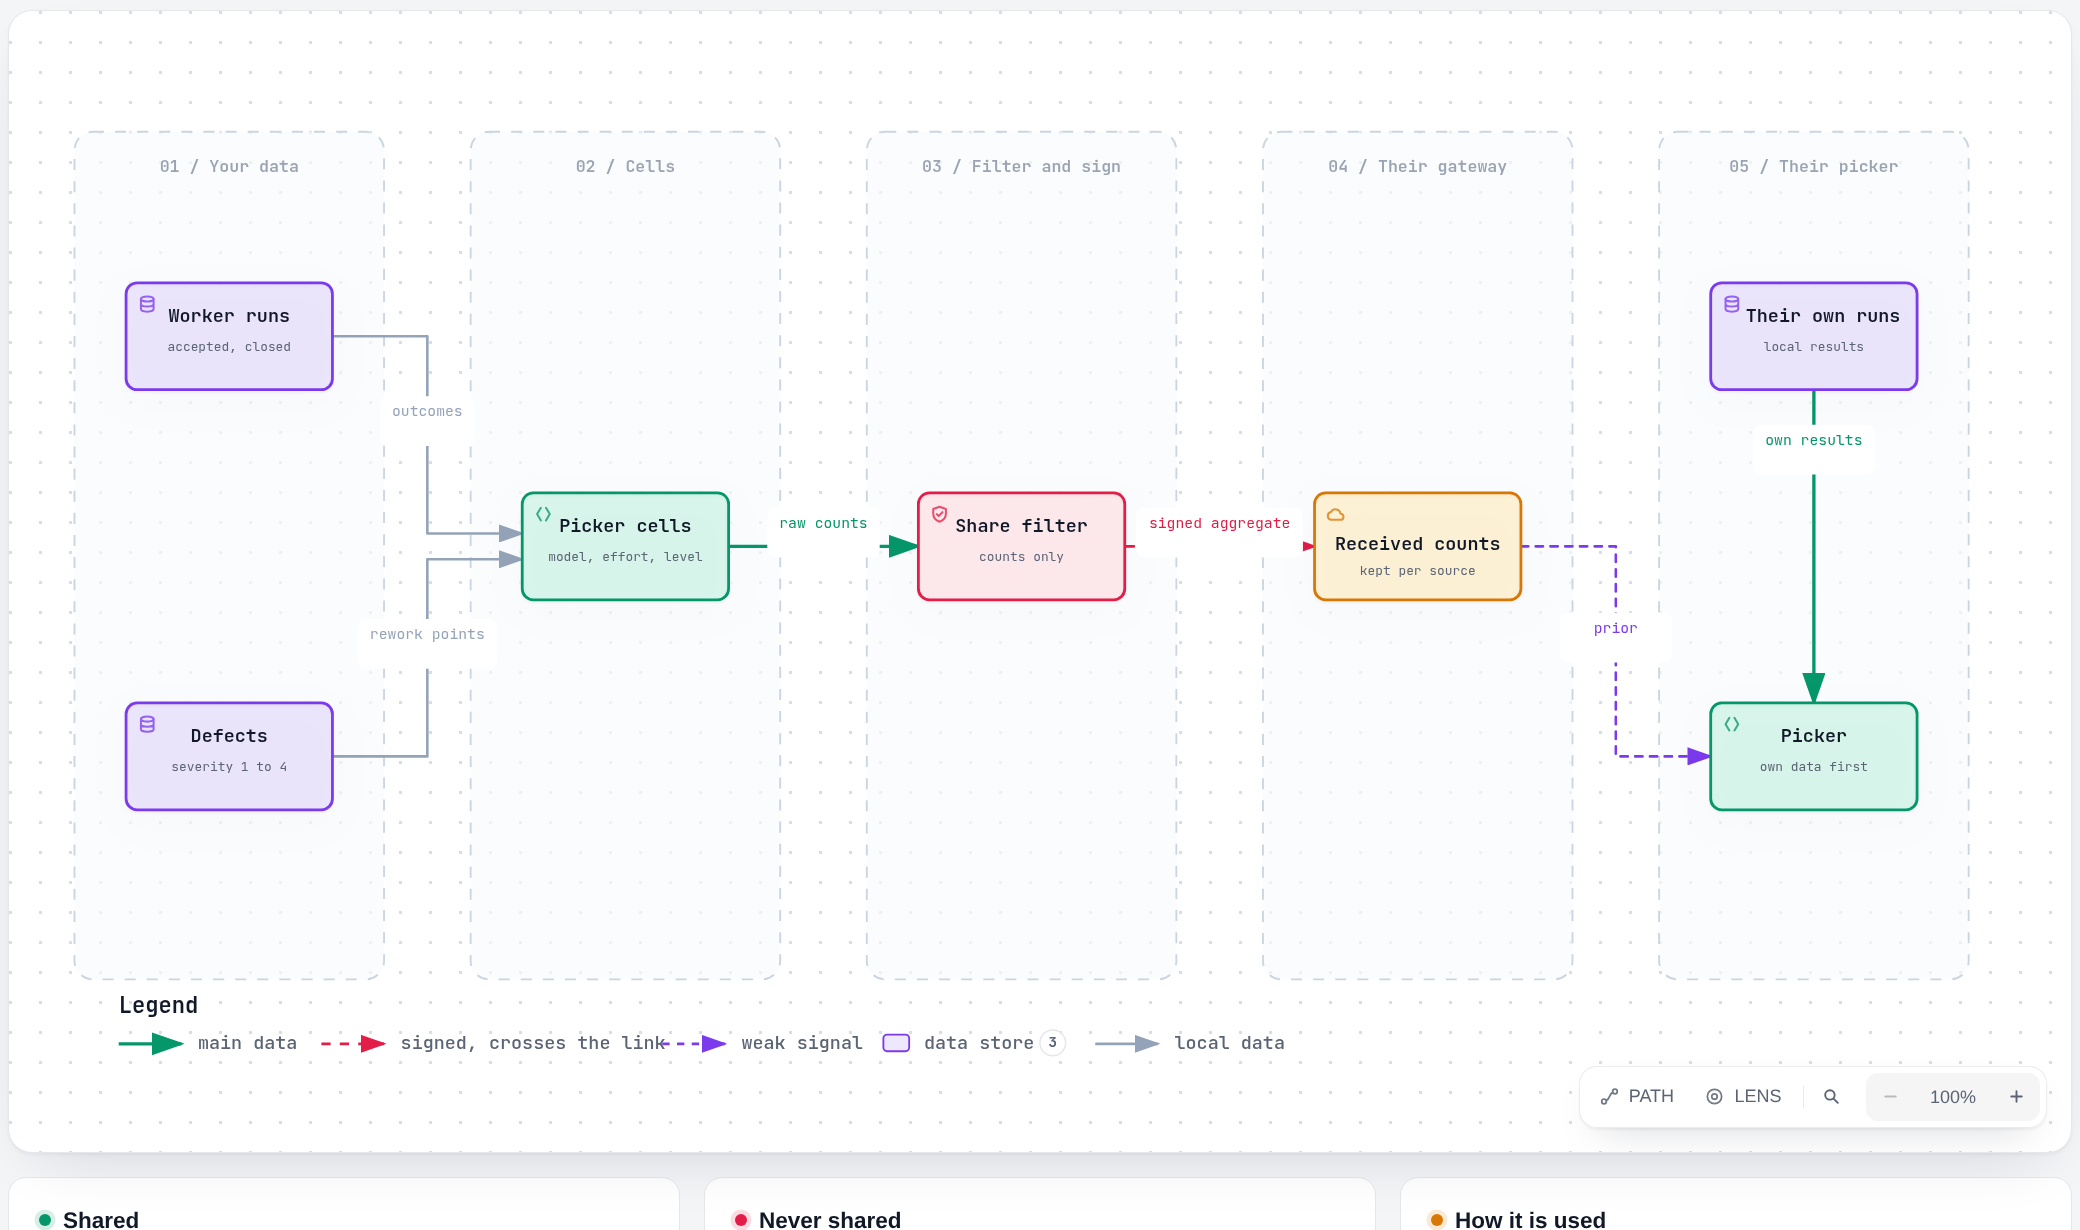 01 / Your data
02 / Cells
03 / Filter and sign
04 / Their gateway
05 / Their picker
Worker runs
accepted, closed
Their own runs
local results
outcomes
own results
Picker cells
model, effort, level
raw counts
Share filter
counts only
signed aggregate
Received counts
kept per source
rework points
prior
Defects
severity 1 to 4
Picker
own data first
Legend
main data
signed, crosses the link
weak signal
data store
3
local data
PATH
LENS
100%
Shared
Never shared
How it is used